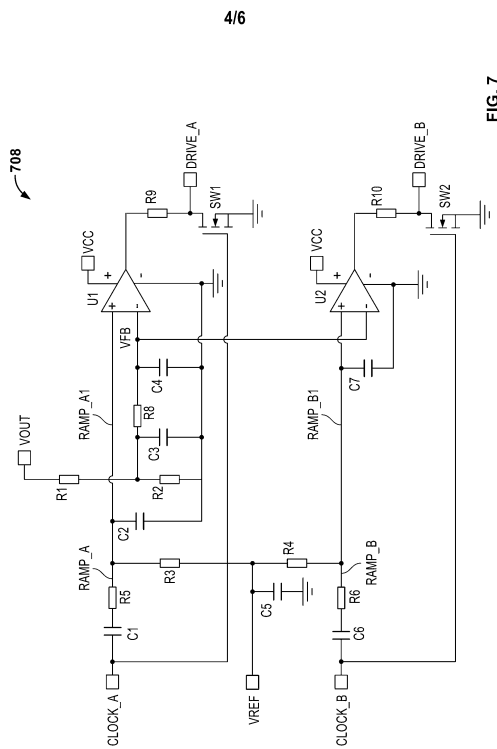 4/6
708
VOUT
VCC
U1
+
-
+
-
VFB
R9
DRIVE_A
SW1
RAMP_A1
R1
R8
C4
C3
R2
C2
RAMP_A
R5
C1
CLOCK_A
R3
VREF
C5
R4
VCC
U2
+
-
+
-
R10
DRIVE_B
SW2
C7
RAMP_B1
RAMP_B
R6
C6
CLOCK_B
FIG. 7